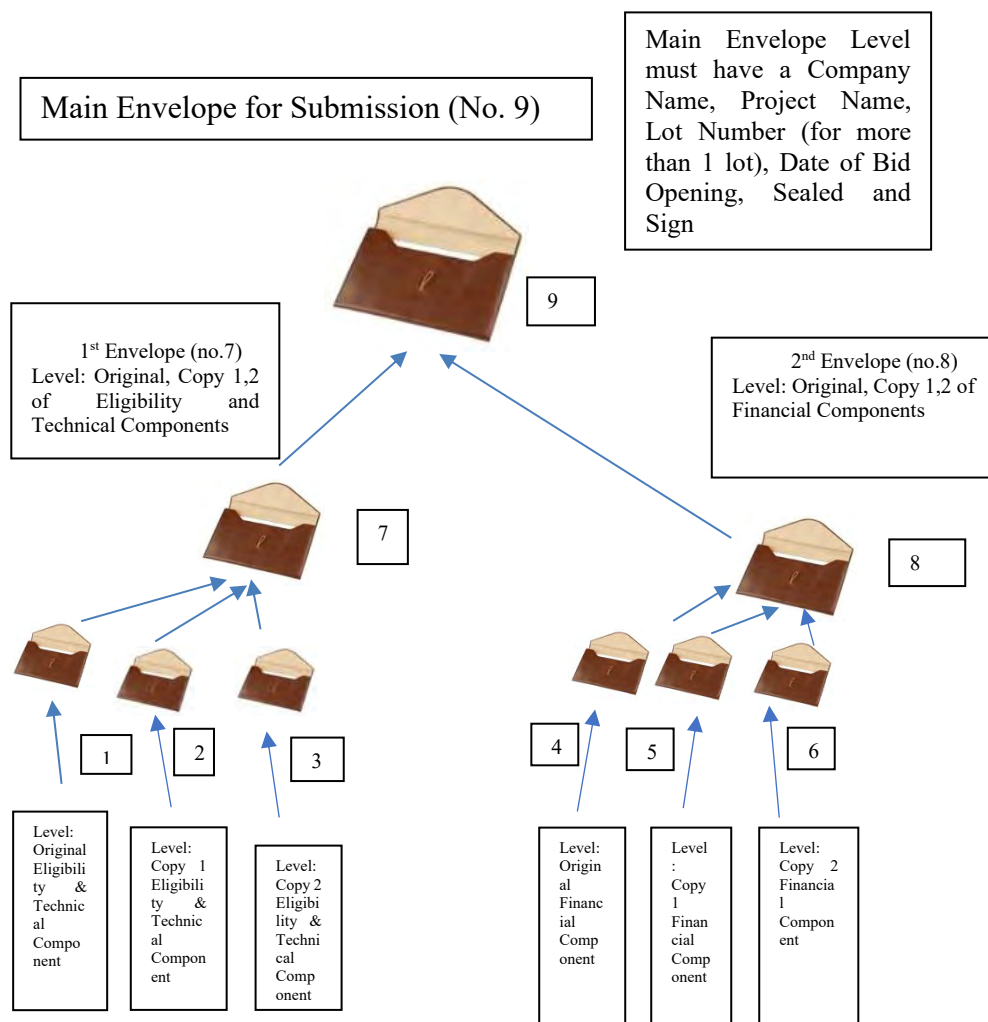 Main Envelope Level
must have a Company
Name, Project Name,
Lot Number (for more
than 1 lot), Date of Bid
Opening, Sealed and
Sign
Main Envelope for Submission (No. 9)
9
1st Envelope (no.7)
Level: Original, Copy 1,2
of Eligibility and
Technical Components
2nd Envelope (no.8)
Level: Original, Copy 1,2 of
Financial Components
7
8
1
2
3
4
5
6
Level:
Original
Eligibili
ty &
Technic
al
Compo
nent
Level:
Copy 1
Eligibili
ty &
Technic
al
Compon
ent
Level:
Copy 2
Eligibi
lity &
Techni
cal
Comp
onent
Level:
Origin
al
Financ
ial
Comp
onent
Level
:
Copy
1
Finan
cial
Comp
onent
Level:
Copy 2
Financia
l
Compon
ent